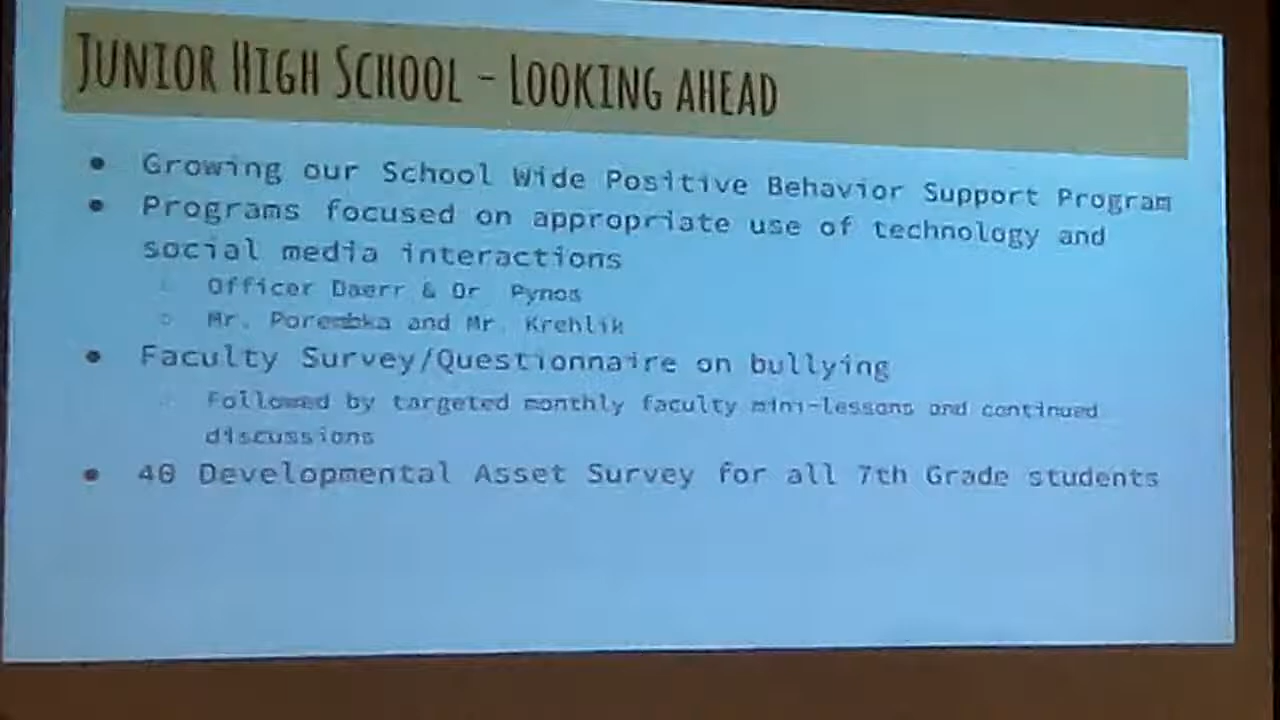 JUNIOR HIGH SCHOOL - LOOKING AHEAD
Growing our School Wide Positive Behavior Support Program
Programs focused on appropriate use of technology and
social media interactions
Officer Daerr & Dr. Pynos
Mr. Porembka and Mr. Krehlik
Faculty Survey/Questionnaire on bullying
Followed by targeted monthly faculty mini-lessons and continued
discussions
40 Developmental Asset Survey for all 7th Grade students